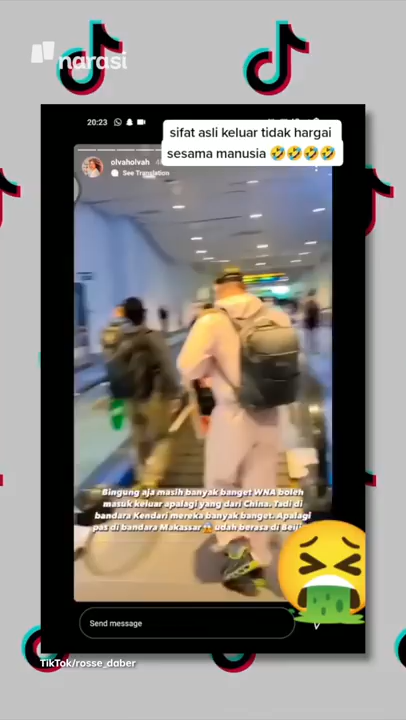 narasi
sifat asli keluar tidak hargai
sesama manusia 🤣🤣🤣🤣
20:23
olvaholvah
See Translation
Bingung aja masih banyak banget WNA boleh
masuk keluar apalagi yang dari China. Tadi di
bandara Kendari mereka banyak banget. Apalagi
pas di bandara Makassar😱 udah berasa di
Send message
TikTok/rosse_daber